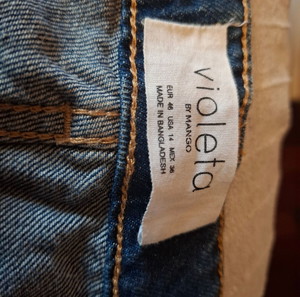 violeta
BY MANGO
EUR 46 USA 14 MEX 36
MADE IN BANGLADESH